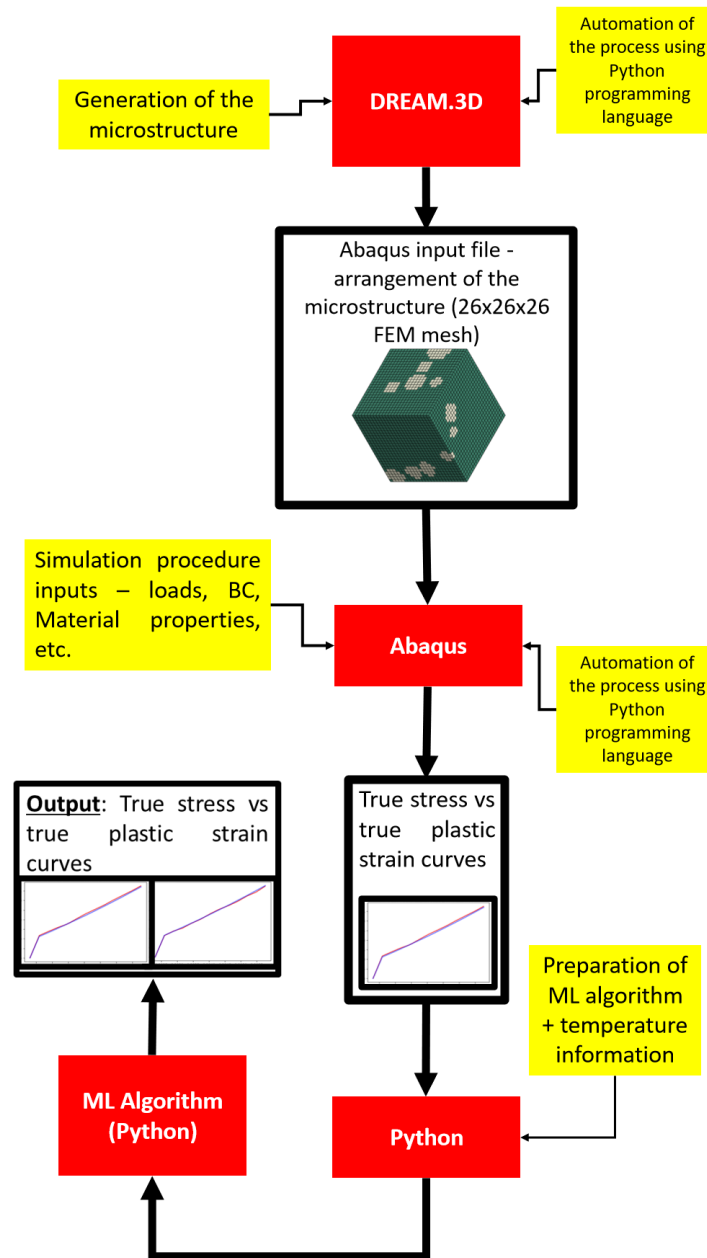 Automation of
the process using
Python
programming
language
DREAM.3D
Generation of the
microstructure
Abaqus input file -
arrangement of the
microstructure (26x26x26
FEM mesh)
Simulation procedure
inputs – loads, BC,
Material properties,
etc.
Abaqus
Automation of
the process using
Python
programming
language
Output: True stress vs
true plastic strain
curves
True stress vs
true plastic
strain curves
Preparation of
ML algorithm
+ temperature
information
ML Algorithm
(Python)
Python